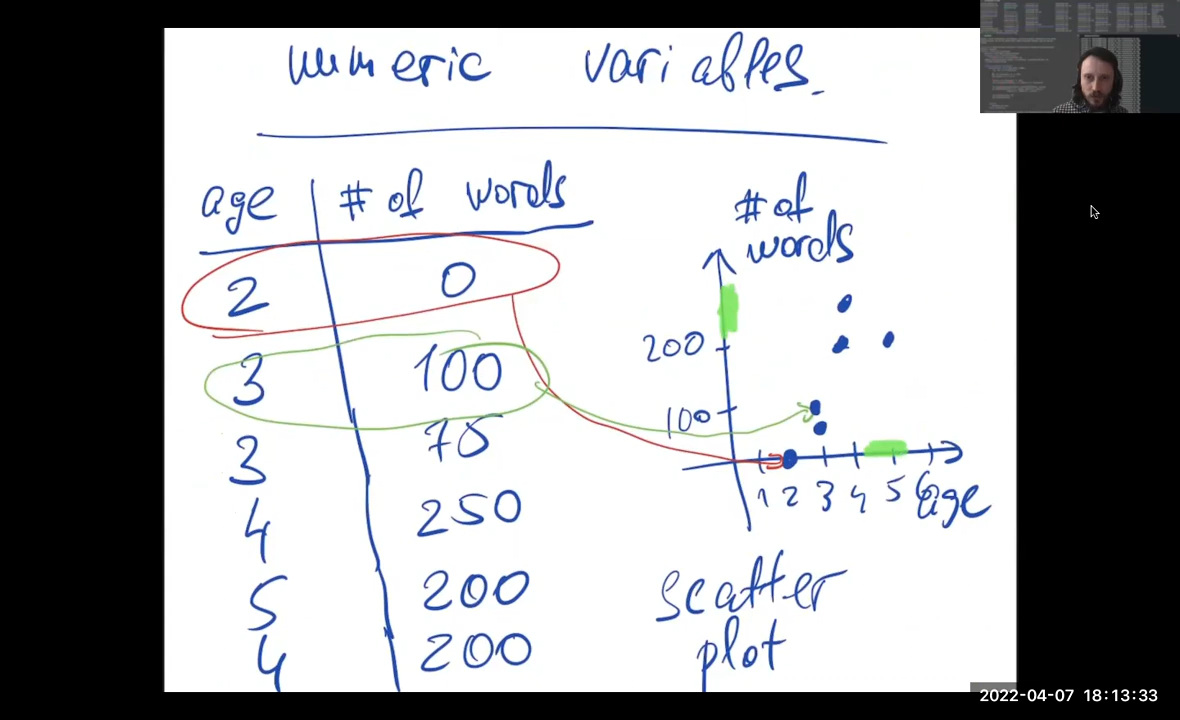 numeric variables.
age # of words
2 0
3 100
3 75
4 250
5 200
4 200
# of
words
200
100
1 2 3 4 5 6 age
scatter
plot
2022-04-07 18:13:33